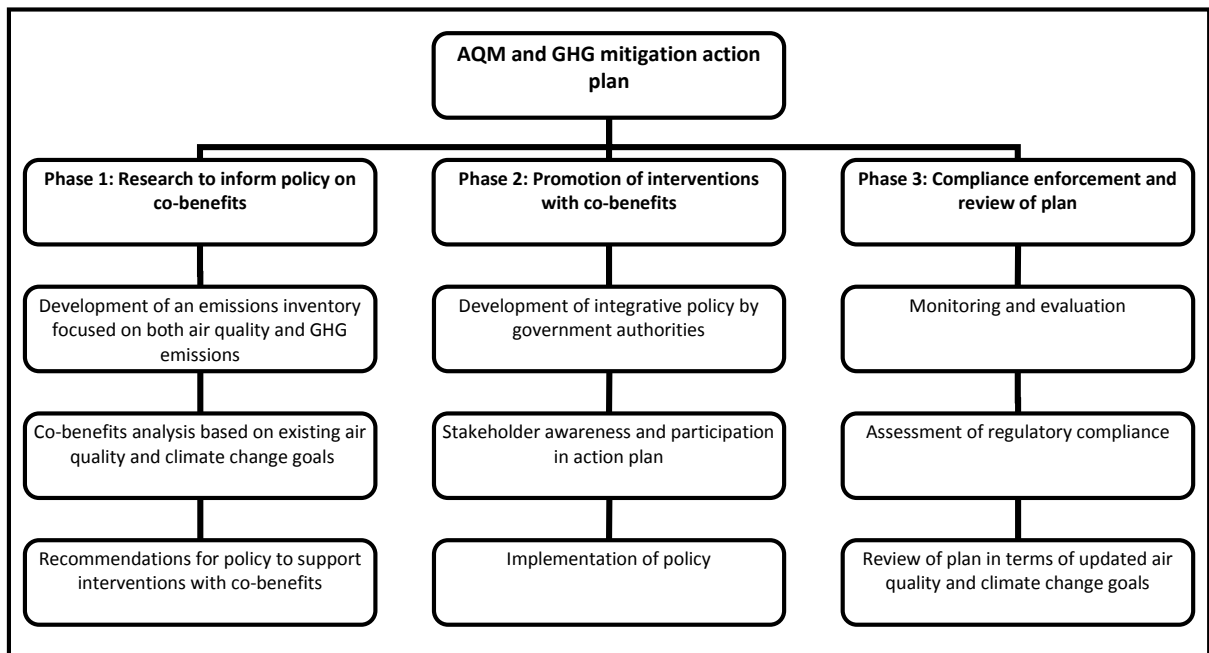 AQM and GHG mitigation action
plan
Phase 1: Research to inform policy on
co-benefits
Development of an emissions inventory
focused on both air quality and GHG
emissions
Co-benefits analysis based on existing air
quality and climate change goals
Recommendations for policy to support
interventions with co-benefits
Phase 2: Promotion of interventions
with co-benefits
Development of integrative policy by
government authorities
Stakeholder awareness and participation
in action plan
Implementation of policy
Phase 3: Compliance enforcement and
review of plan
Monitoring and evaluation
Assessment of regulatory compliance
Review of plan in terms of updated air
quality and climate change goals